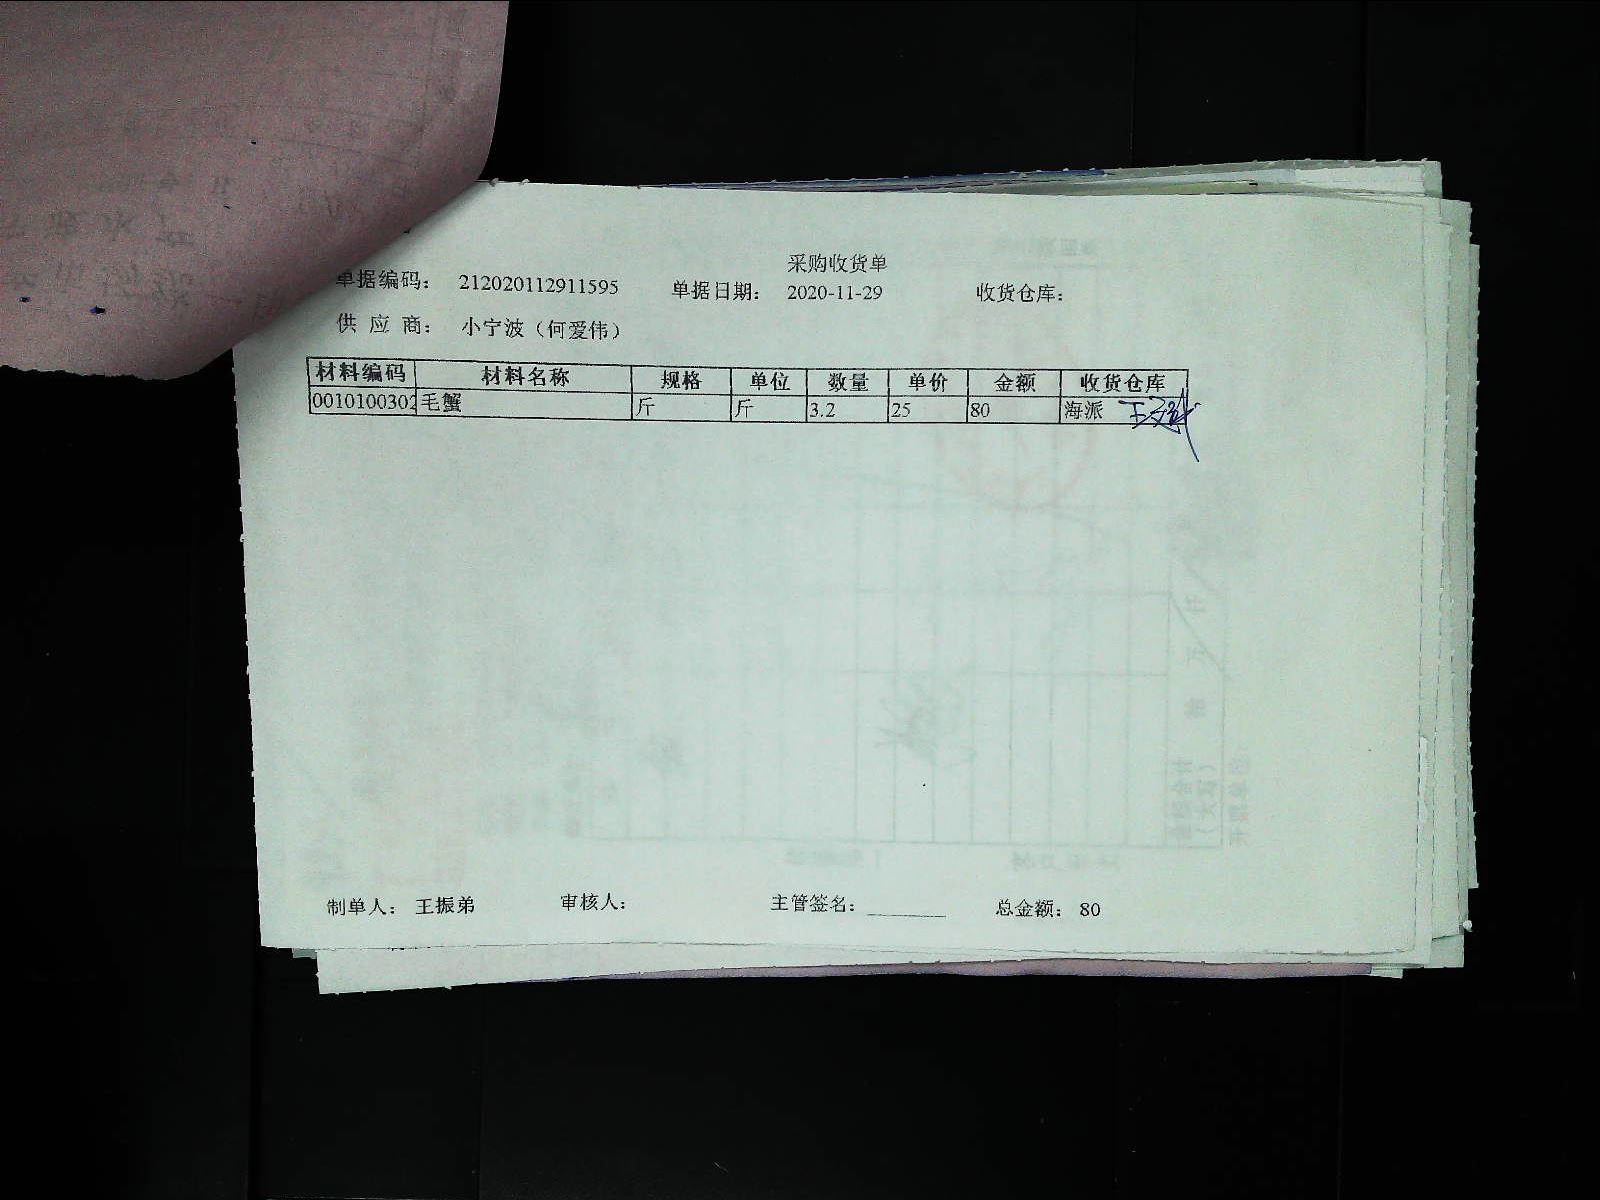 采购收货单
单据编码： 212020112911595 单据日期： 2020-11-29 收货仓库：
供 应 商： 小宁波（何爱伟）
材料编码 材料名称 规格 单位 数量 单价 金额 收货仓库
0010100302 毛蟹 斤 斤 3.2 25 80 海派
制单人： 王振弟 审核人： 主管签名： ________ 总金额： 80